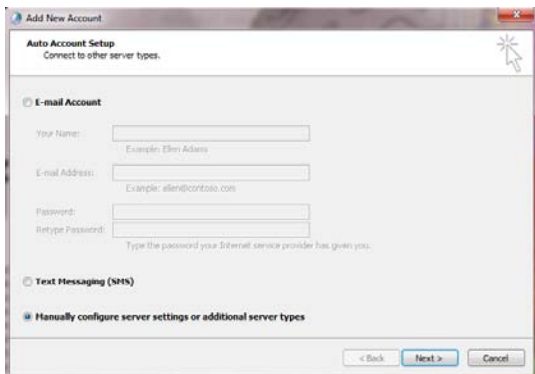 Add New Account
Auto Account Setup
Connect to other server types.
E-mail Account
Your Name:
Example: Ellen Adams
E-mail Address:
Example: ellen@contoso.com
Password:
Retype Password:
Type the password your Internet service provider has given you.
Text Messaging (SMS)
Manually configure server settings or additional server types
< Back Next > Cancel